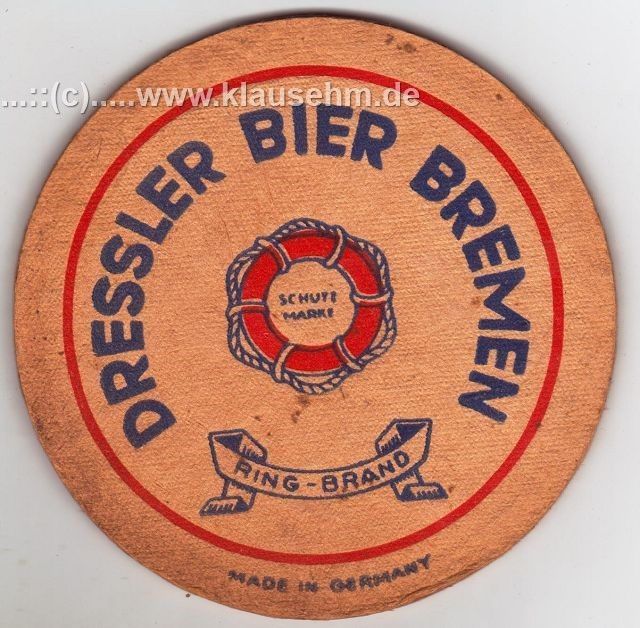 ...::(c).....www.klausehm.de
DRESSLER BIER BREMEN
SCHUTZ
MARKE
RING-BRAND
MADE IN GERMANY